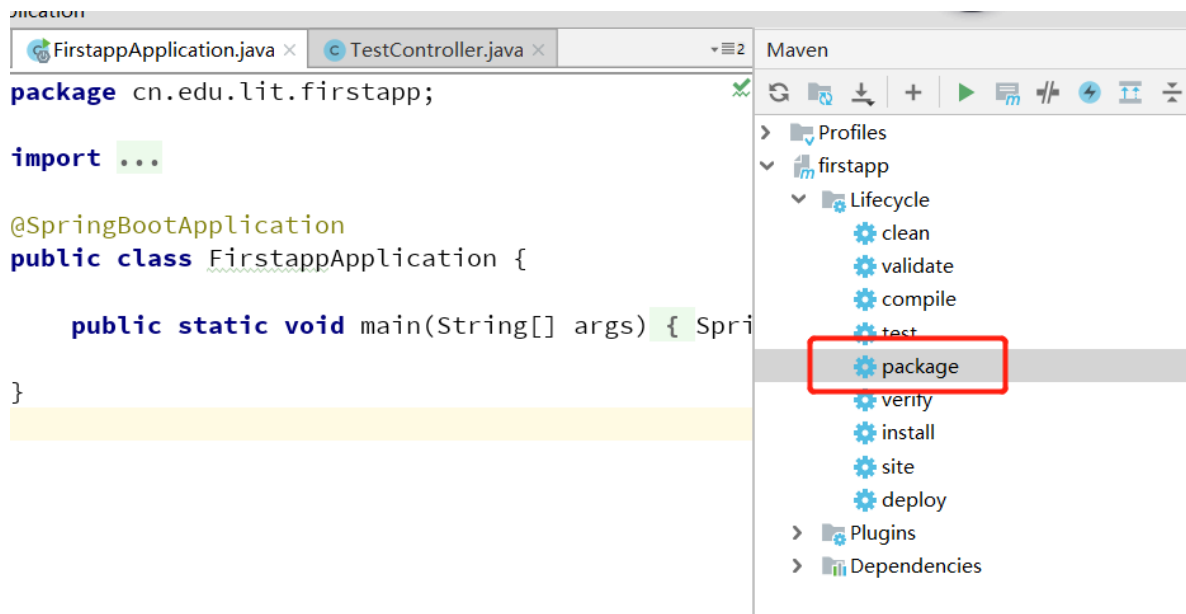 FirstappApplication.java
TestController.java
2
package cn.edu.lit.firstapp;
import ...
@SpringBootApplication
public class FirstappApplication {
public static void main(String[] args) { Spri
}
Maven
Profiles
firstapp
Lifecycle
clean
validate
compile
test
package
verify
install
site
deploy
Plugins
Dependencies